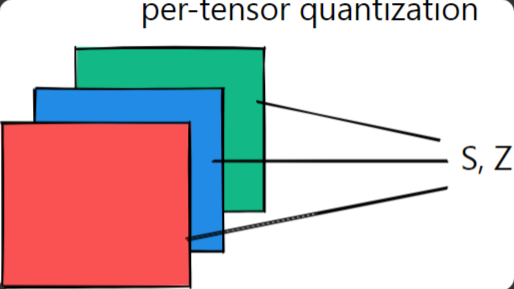 per-tensor quantization
S, Z